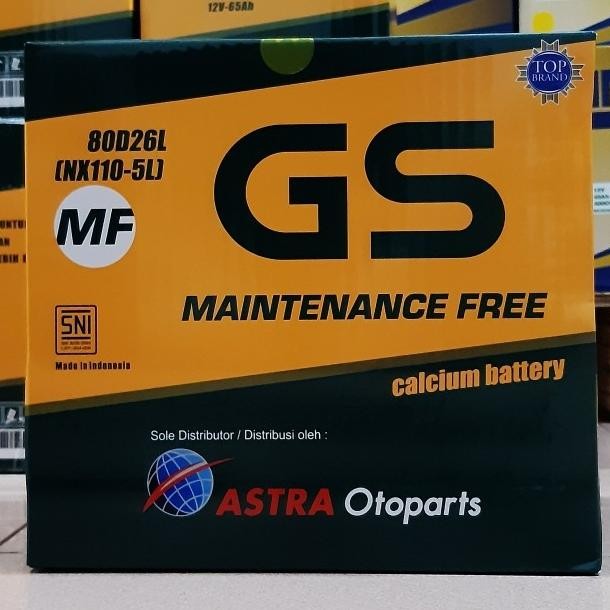 12V-65Ah
TOP
BRAND
80D26L
(NX110-5L)
GS
MF
MAINTENANCE FREE
SNI
Made in Indonesia
calcium battery
Sole Distributor / Distribusi oleh :
ASTRA Otoparts